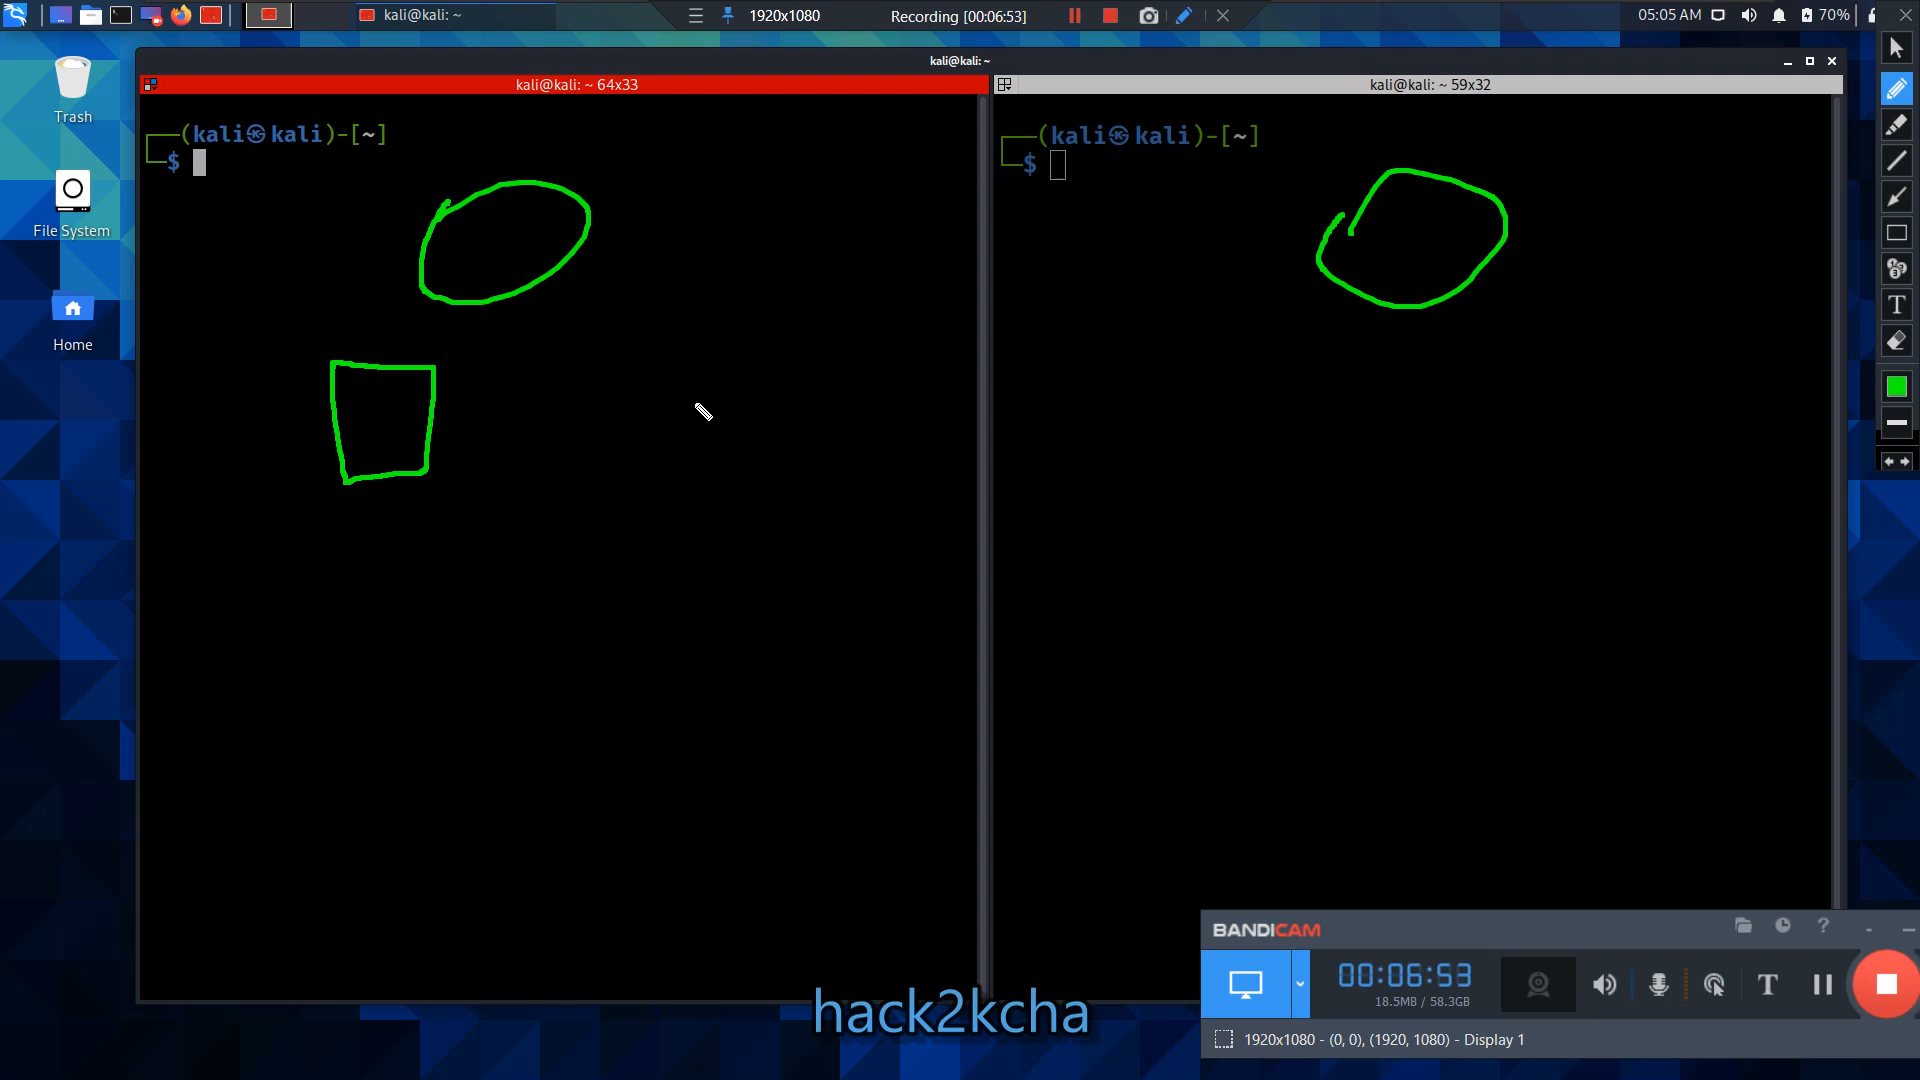 kali@kali: ~
1920x1080
Recording [00:06:53]
05:05 AM
70%
kali@kali: ~
kali@kali: ~ 64x33
kali@kali: ~ 59x32
Trash
File System
Home
┌──(kali㉿kali)-[~]
└─$
┌──(kali㉿kali)-[~]
└─$
T
BANDICAM
?
00:06:53
18.5MB / 58.3GB
T
1920x1080 - (0, 0), (1920, 1080) - Display 1
hack2kcha